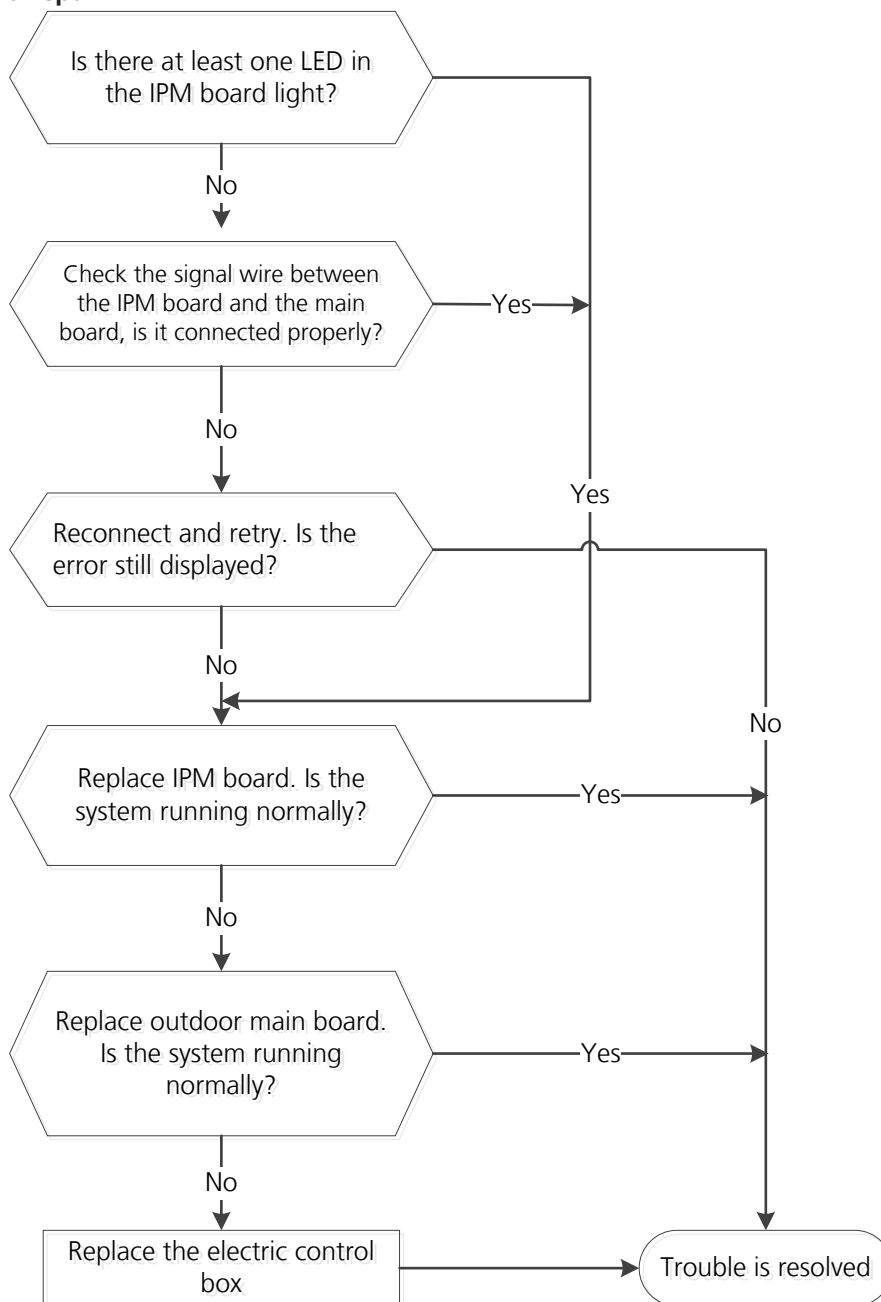 Is there at least one LED in
the IPM board light?
No
Check the signal wire between
the IPM board and the main
board, is it connected properly?
Yes
No
Yes
Reconnect and retry. Is the
error still displayed?
No
No
Replace IPM board. Is the
system running normally?
Yes
No
Replace outdoor main board.
Is the system running
normally?
Yes
No
Replace the electric control
box
Trouble is resolved